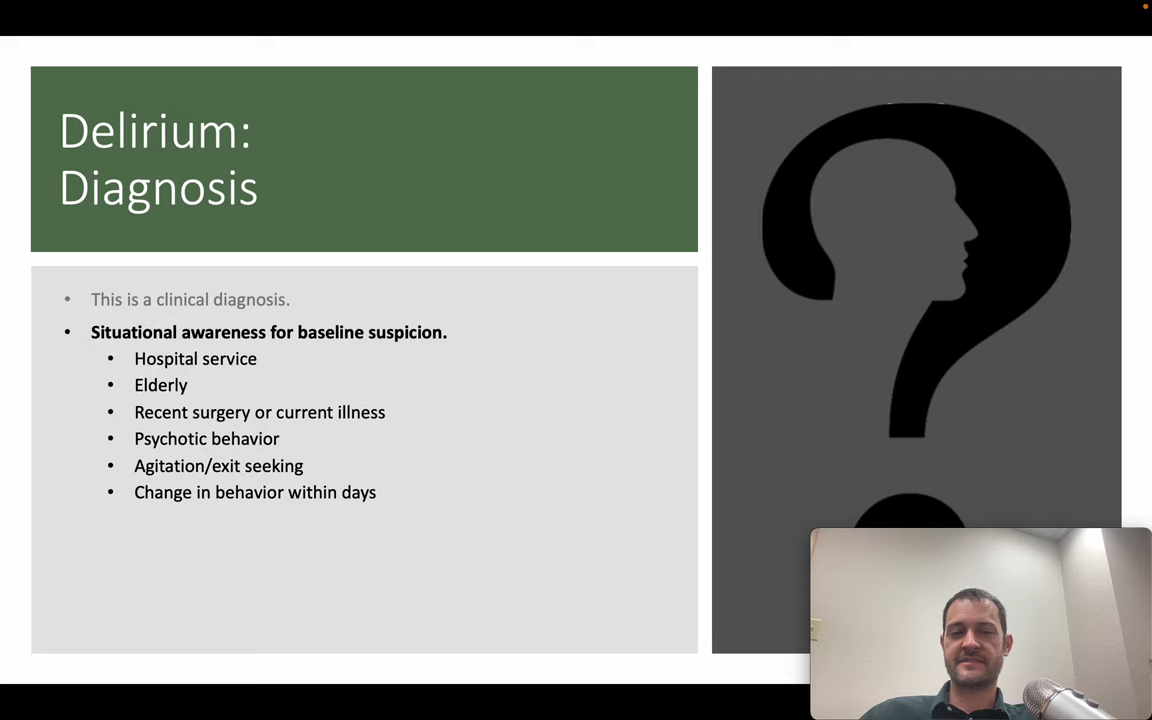 Delirium:
Diagnosis
• This is a clinical diagnosis.
• Situational awareness for baseline suspicion.
• Hospital service
• Elderly
• Recent surgery or current illness
• Psychotic behavior
• Agitation/exit seeking
• Change in behavior within days